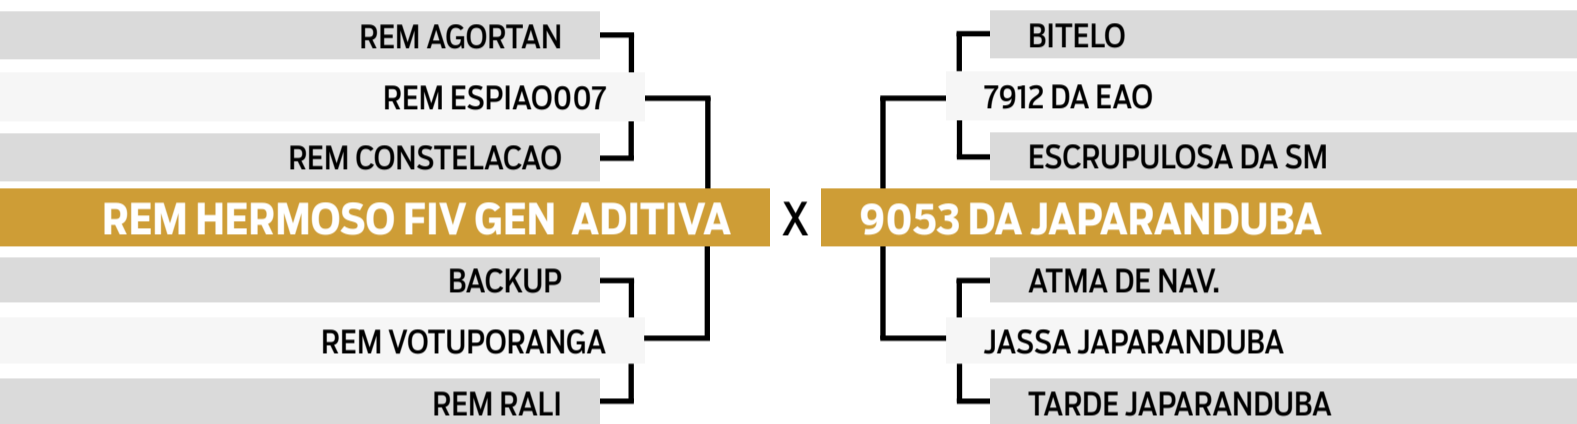 REM AGORTAN
REM ESPIAO007
REM CONSTELACAO
REM HERMOSO FIV GEN ADITIVA
BACKUP
REM VOTUPORANGA
REM RALI
X
BITELO
7912 DA EAO
ESCRUPULOSA DA SM
9053 DA JAPARANDUBA
ATMA DE NAV.
JASSA JAPARANDUBA
TARDE JAPARANDUBA